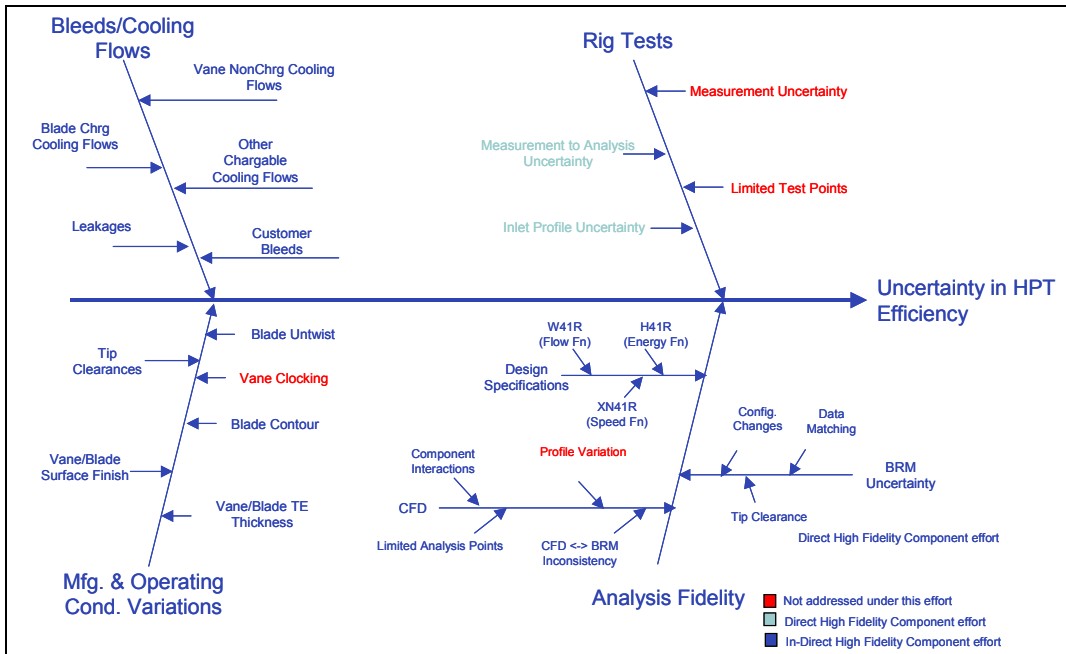 Bleeds/Cooling
Flows
Vane NonChrg Cooling
Flows
Blade Chrg
Cooling Flows
Other
Chargable
Cooling Flows
Leakages
Customer
Bleeds
Rig Tests
Measurement Uncertainty
Measurement to Analysis
Uncertainty
Limited Test Points
Inlet Profile Uncertainty
Uncertainty in HPT
Efficiency
Blade Untwist
Tip
Clearances
Vane Clocking
Blade Contour
Vane/Blade
Surface Finish
Vane/Blade TE
Thickness
Mfg. & Operating
Cond. Variations
W41R
(Flow Fn)
H41R
(Energy Fn)
Design
Specifications
XN41R
(Speed Fn)
Config.
Changes
Data
Matching
BRM
Uncertainty
Tip Clearance
Direct High Fidelity Component effort
Component
Interactions
Profile Variation
CFD
Limited Analysis Points
CFD <-> BRM
Inconsistency
Analysis Fidelity
Not addressed under this effort
Direct High Fidelity Component effort
In-Direct High Fidelity Component effort